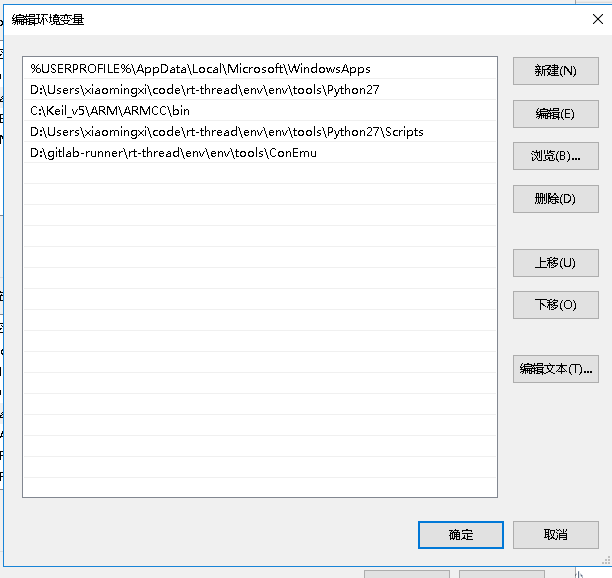 编辑环境变量
%USERPROFILE%\AppData\Local\Microsoft\WindowsApps
D:\Users\xiaomingxi\code\rt-thread\env\env\tools\Python27
C:\Keil_v5\ARM\ARMCC\bin
D:\Users\xiaomingxi\code\rt-thread\env\env\tools\Python27\Scripts
D:\gitlab-runner\rt-thread\env\env\tools\ConEmu
新建(N)
编辑(E)
浏览(B)...
删除(D)
上移(U)
下移(O)
编辑文本(T)...
确定
取消